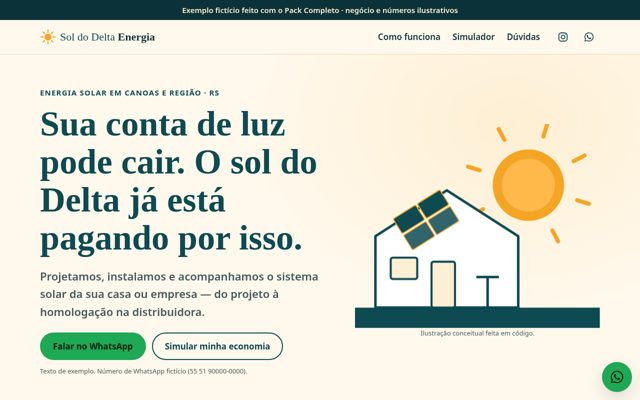 Exemplo fictício feito com o Pack Completo · negócio e números ilustrativos
Sol do Delta Energia
Como funciona
Simulador
Dúvidas
ENERGIA SOLAR EM CANOAS E REGIÃO · RS
Sua conta de luz
pode cair. O sol do
Delta já está
pagando por isso.
Projetamos, instalamos e acompanhamos o sistema
solar da sua casa ou empresa — do projeto à
homologação na distribuidora.
Falar no WhatsApp
Simular minha economia
Texto de exemplo. Número de WhatsApp fictício (55 51 90000-0000).
Ilustração conceitual feita em código.